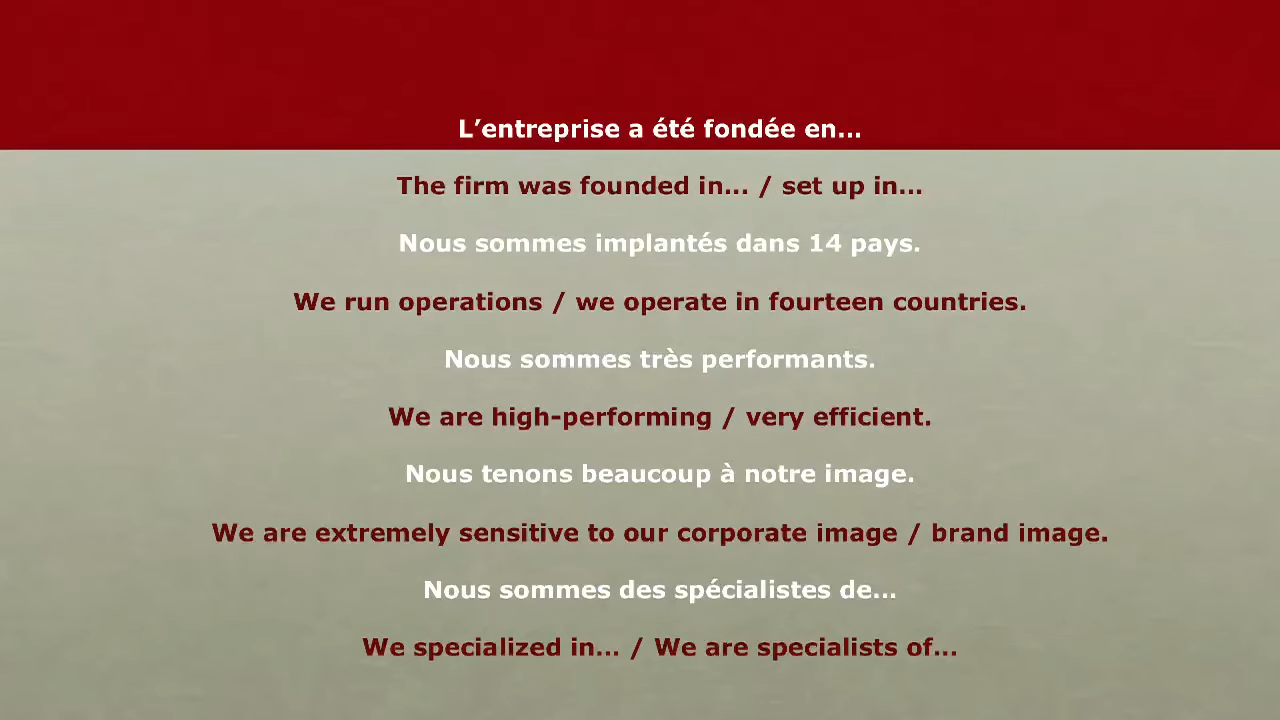 L’entreprise a été fondée en...
The firm was founded in... / set up in...
Nous sommes implantés dans 14 pays.
We run operations / we operate in fourteen countries.
Nous sommes très performants.
We are high-performing / very efficient.
Nous tenons beaucoup à notre image.
We are extremely sensitive to our corporate image / brand image.
Nous sommes des spécialistes de...
We specialized in... / We are specialists of...